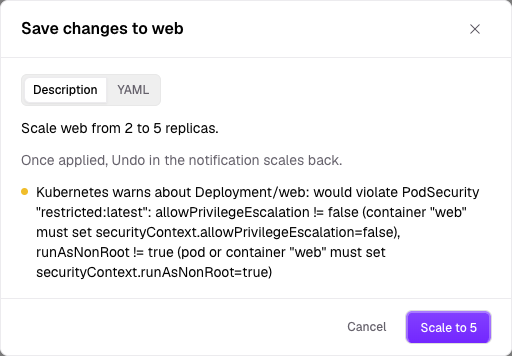 Save changes to web
Description YAML
Scale web from 2 to 5 replicas.
Once applied, Undo in the notification scales back.
Kubernetes warns about Deployment/web: would violate PodSecurity
"restricted:latest": allowPrivilegeEscalation != false (container "web"
must set securityContext.allowPrivilegeEscalation=false),
runAsNonRoot != true (pod or container "web" must set
securityContext.runAsNonRoot=true)
Cancel Scale to 5